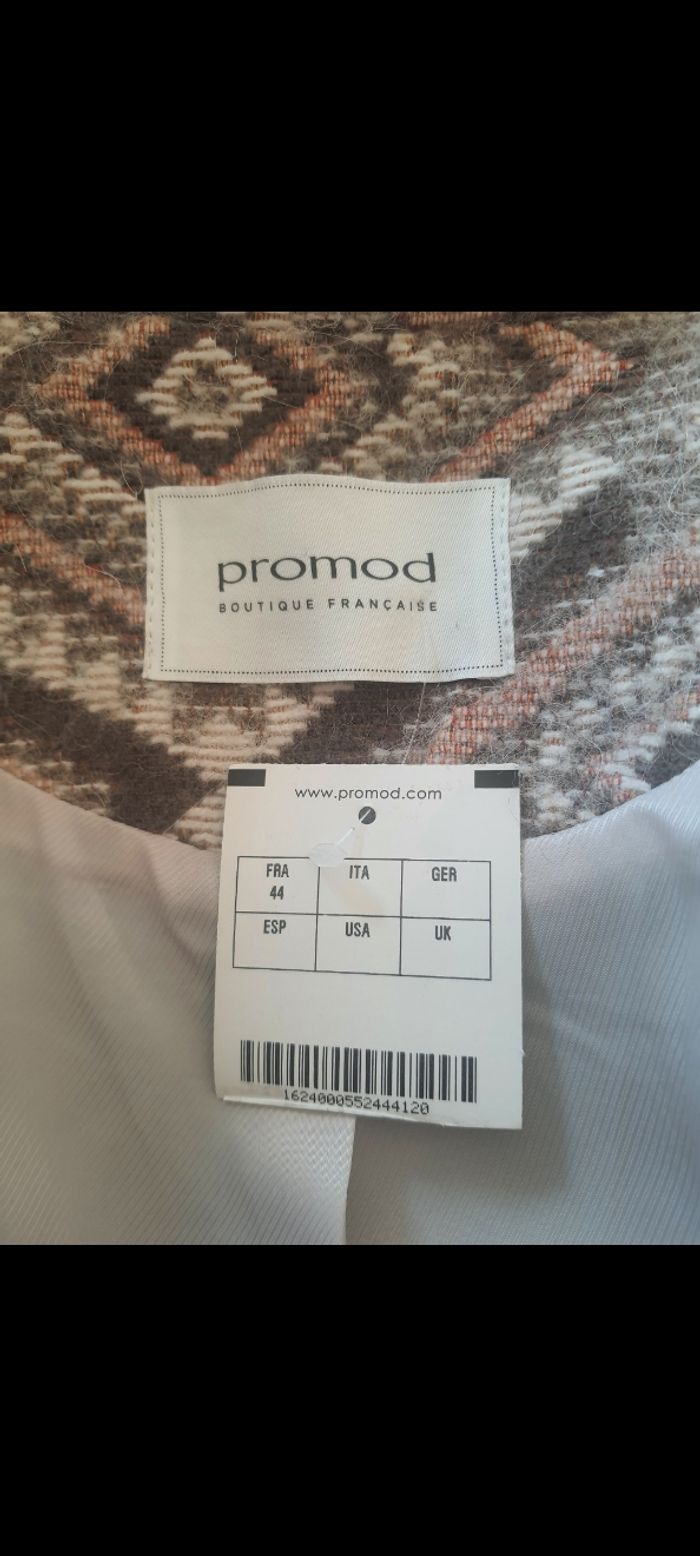 promod
BOUTIQUE FRANÇAISE
www.promod.com
FRA ITA GER
44
ESP USA UK
1624000552444120